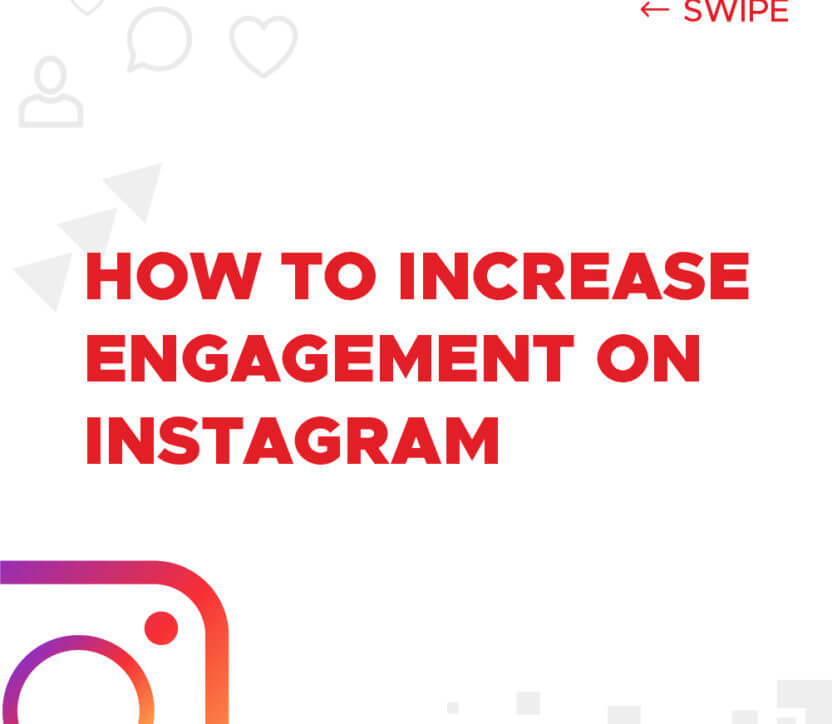 ← SWIPE
HOW TO INCREASE
ENGAGEMENT ON
INSTAGRAM